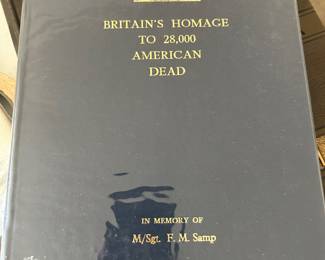 BRITAIN'S HOMAGE
TO 28,000
AMERICAN
DEAD
IN MEMORY OF
M/Sgt. F. M. Samp